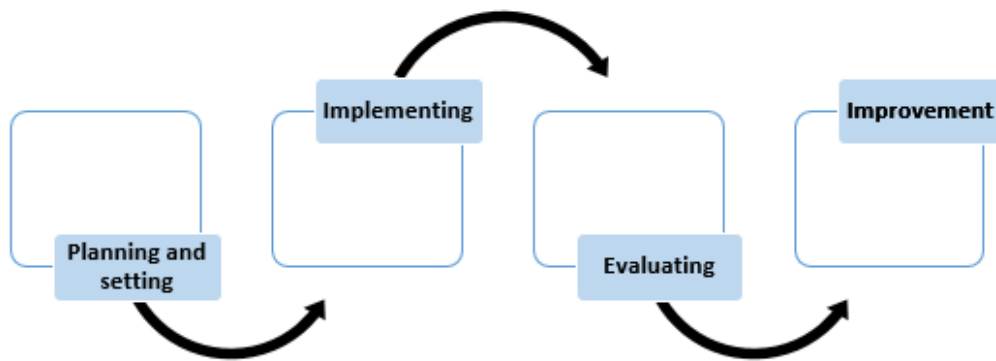 Planning and
setting
Implementing
Evaluating
Improvement